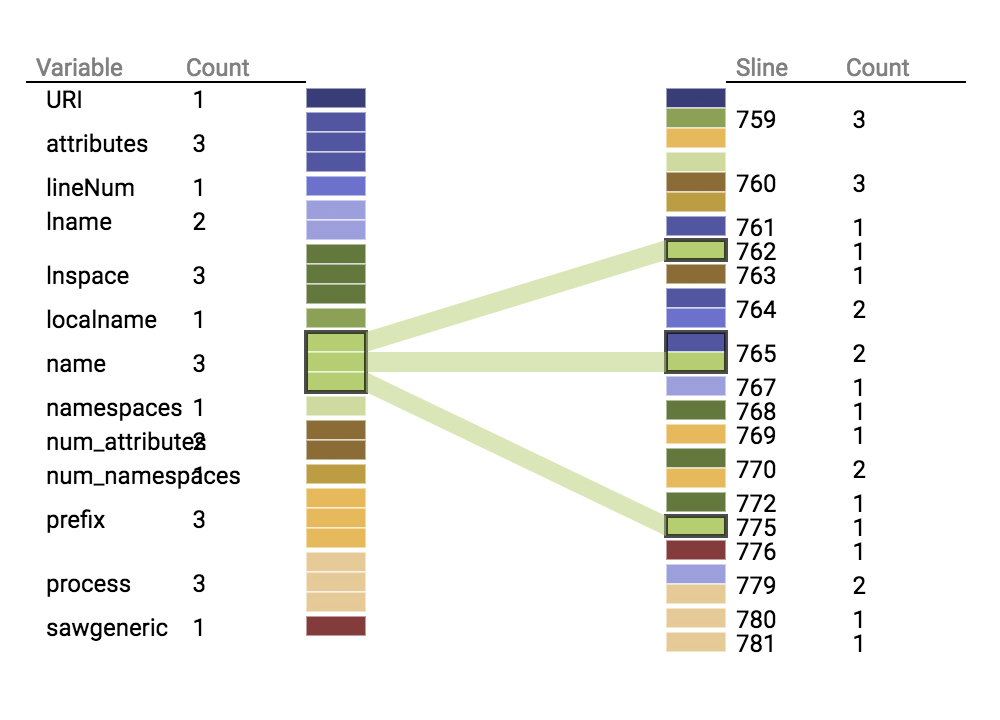 Variable Count
URI 1
attributes 3
lineNum 1
lname 2
lnspace 3
localname 1
name 3
namespaces 1
num_attributes 2
num_namespaces 1
prefix 3
process 3
sawgeneric 1
Sline Count
759 3
760 3
761 1
762 1
763 1
764 2
765 2
767 1
768 1
769 1
770 2
772 1
775 1
776 1
779 2
780 1
781 1